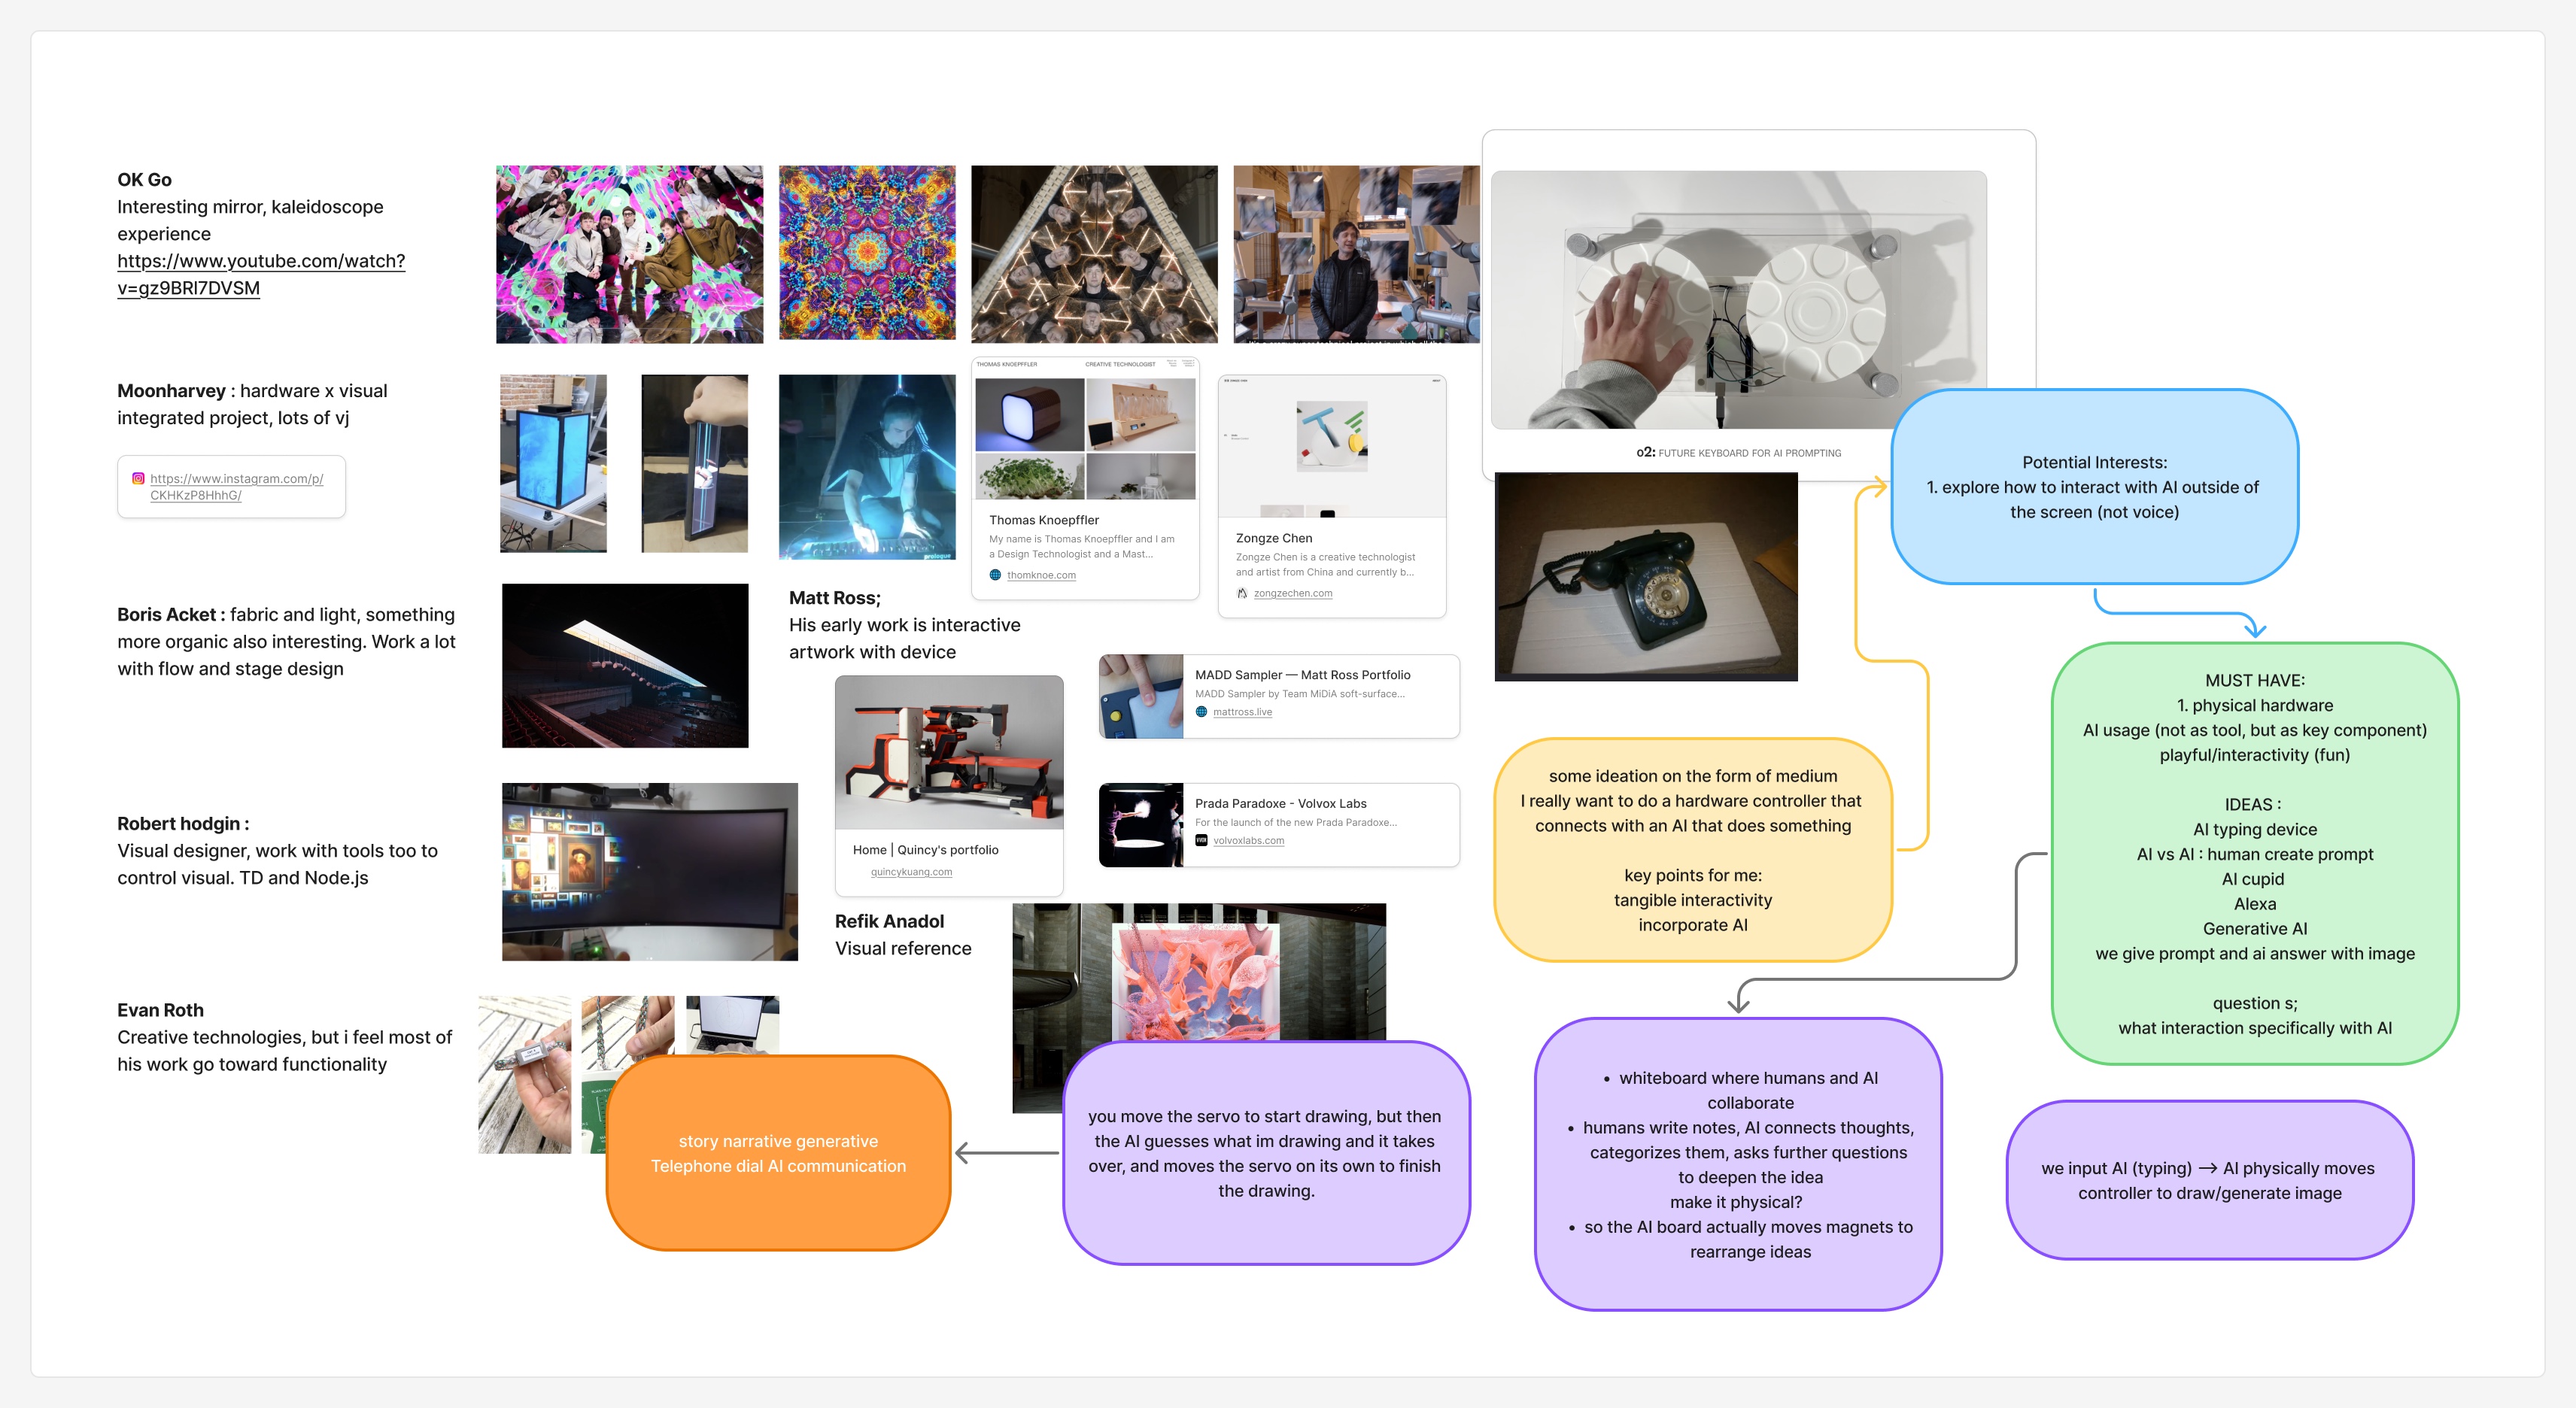 OK Go
Interesting mirror, kaleidoscope
experience
https://www.youtube.com/watch?
v=gz9BRl7DVSM
Moonharvey : hardware x visual
integrated project, lots of vj
https://www.instagram.com/p/
CKHKzP8HhhG/
Boris Acket : fabric and light, something
more organic also interesting. Work a lot
with flow and stage design
Robert hodgin :
Visual designer, work with tools too to
control visual. TD and Node.js
Evan Roth
Creative technologies, but i feel most of
his work go toward functionality
prologue
THOMAS KNOEPFFLER
CREATIVE TECHNOLOGIST
Thomas Knoepffler
My name is Thomas Knoepffler and I am
a Design Technologist and a Mast...
thomknoe.com
Zongze Chen
Zongze Chen is a creative technologist
and artist from China and currently b...
zongzechen.com
Matt Ross;
His early work is interactive
artwork with device
MADD Sampler — Matt Ross Portfolio
MADD Sampler by Team MiDiA soft-surface...
mattross.live
Home | Quincy's portfolio
quincykuang.com
Prada Paradoxe - Volvox Labs
For the launch of the new Prada Paradoxe...
volvoxlabs.com
Refik Anadol
Visual reference
o2: FUTURE KEYBOARD FOR AI PROMPTING
Potential Interests:
1. explore how to interact with AI outside of
the screen (not voice)
some ideation on the form of medium
I really want to do a hardware controller that
connects with an AI that does something
key points for me:
tangible interactivity
incorporate AI
MUST HAVE:
1. physical hardware
AI usage (not as tool, but as key component)
playful/interactivity (fun)
IDEAS :
AI typing device
AI vs AI : human create prompt
AI cupid
Alexa
Generative AI
we give prompt and ai answer with image
question s;
what interaction specifically with AI
• whiteboard where humans and AI
collaborate
• humans write notes, AI connects thoughts,
categorizes them, asks further questions
to deepen the idea
make it physical?
• so the AI board actually moves magnets to
rearrange ideas
we input AI (typing) → AI physically moves
controller to draw/generate image
you move the servo to start drawing, but then
the AI guesses what im drawing and it takes
over, and moves the servo on its own to finish
the drawing.
story narrative generative
Telephone dial AI communication